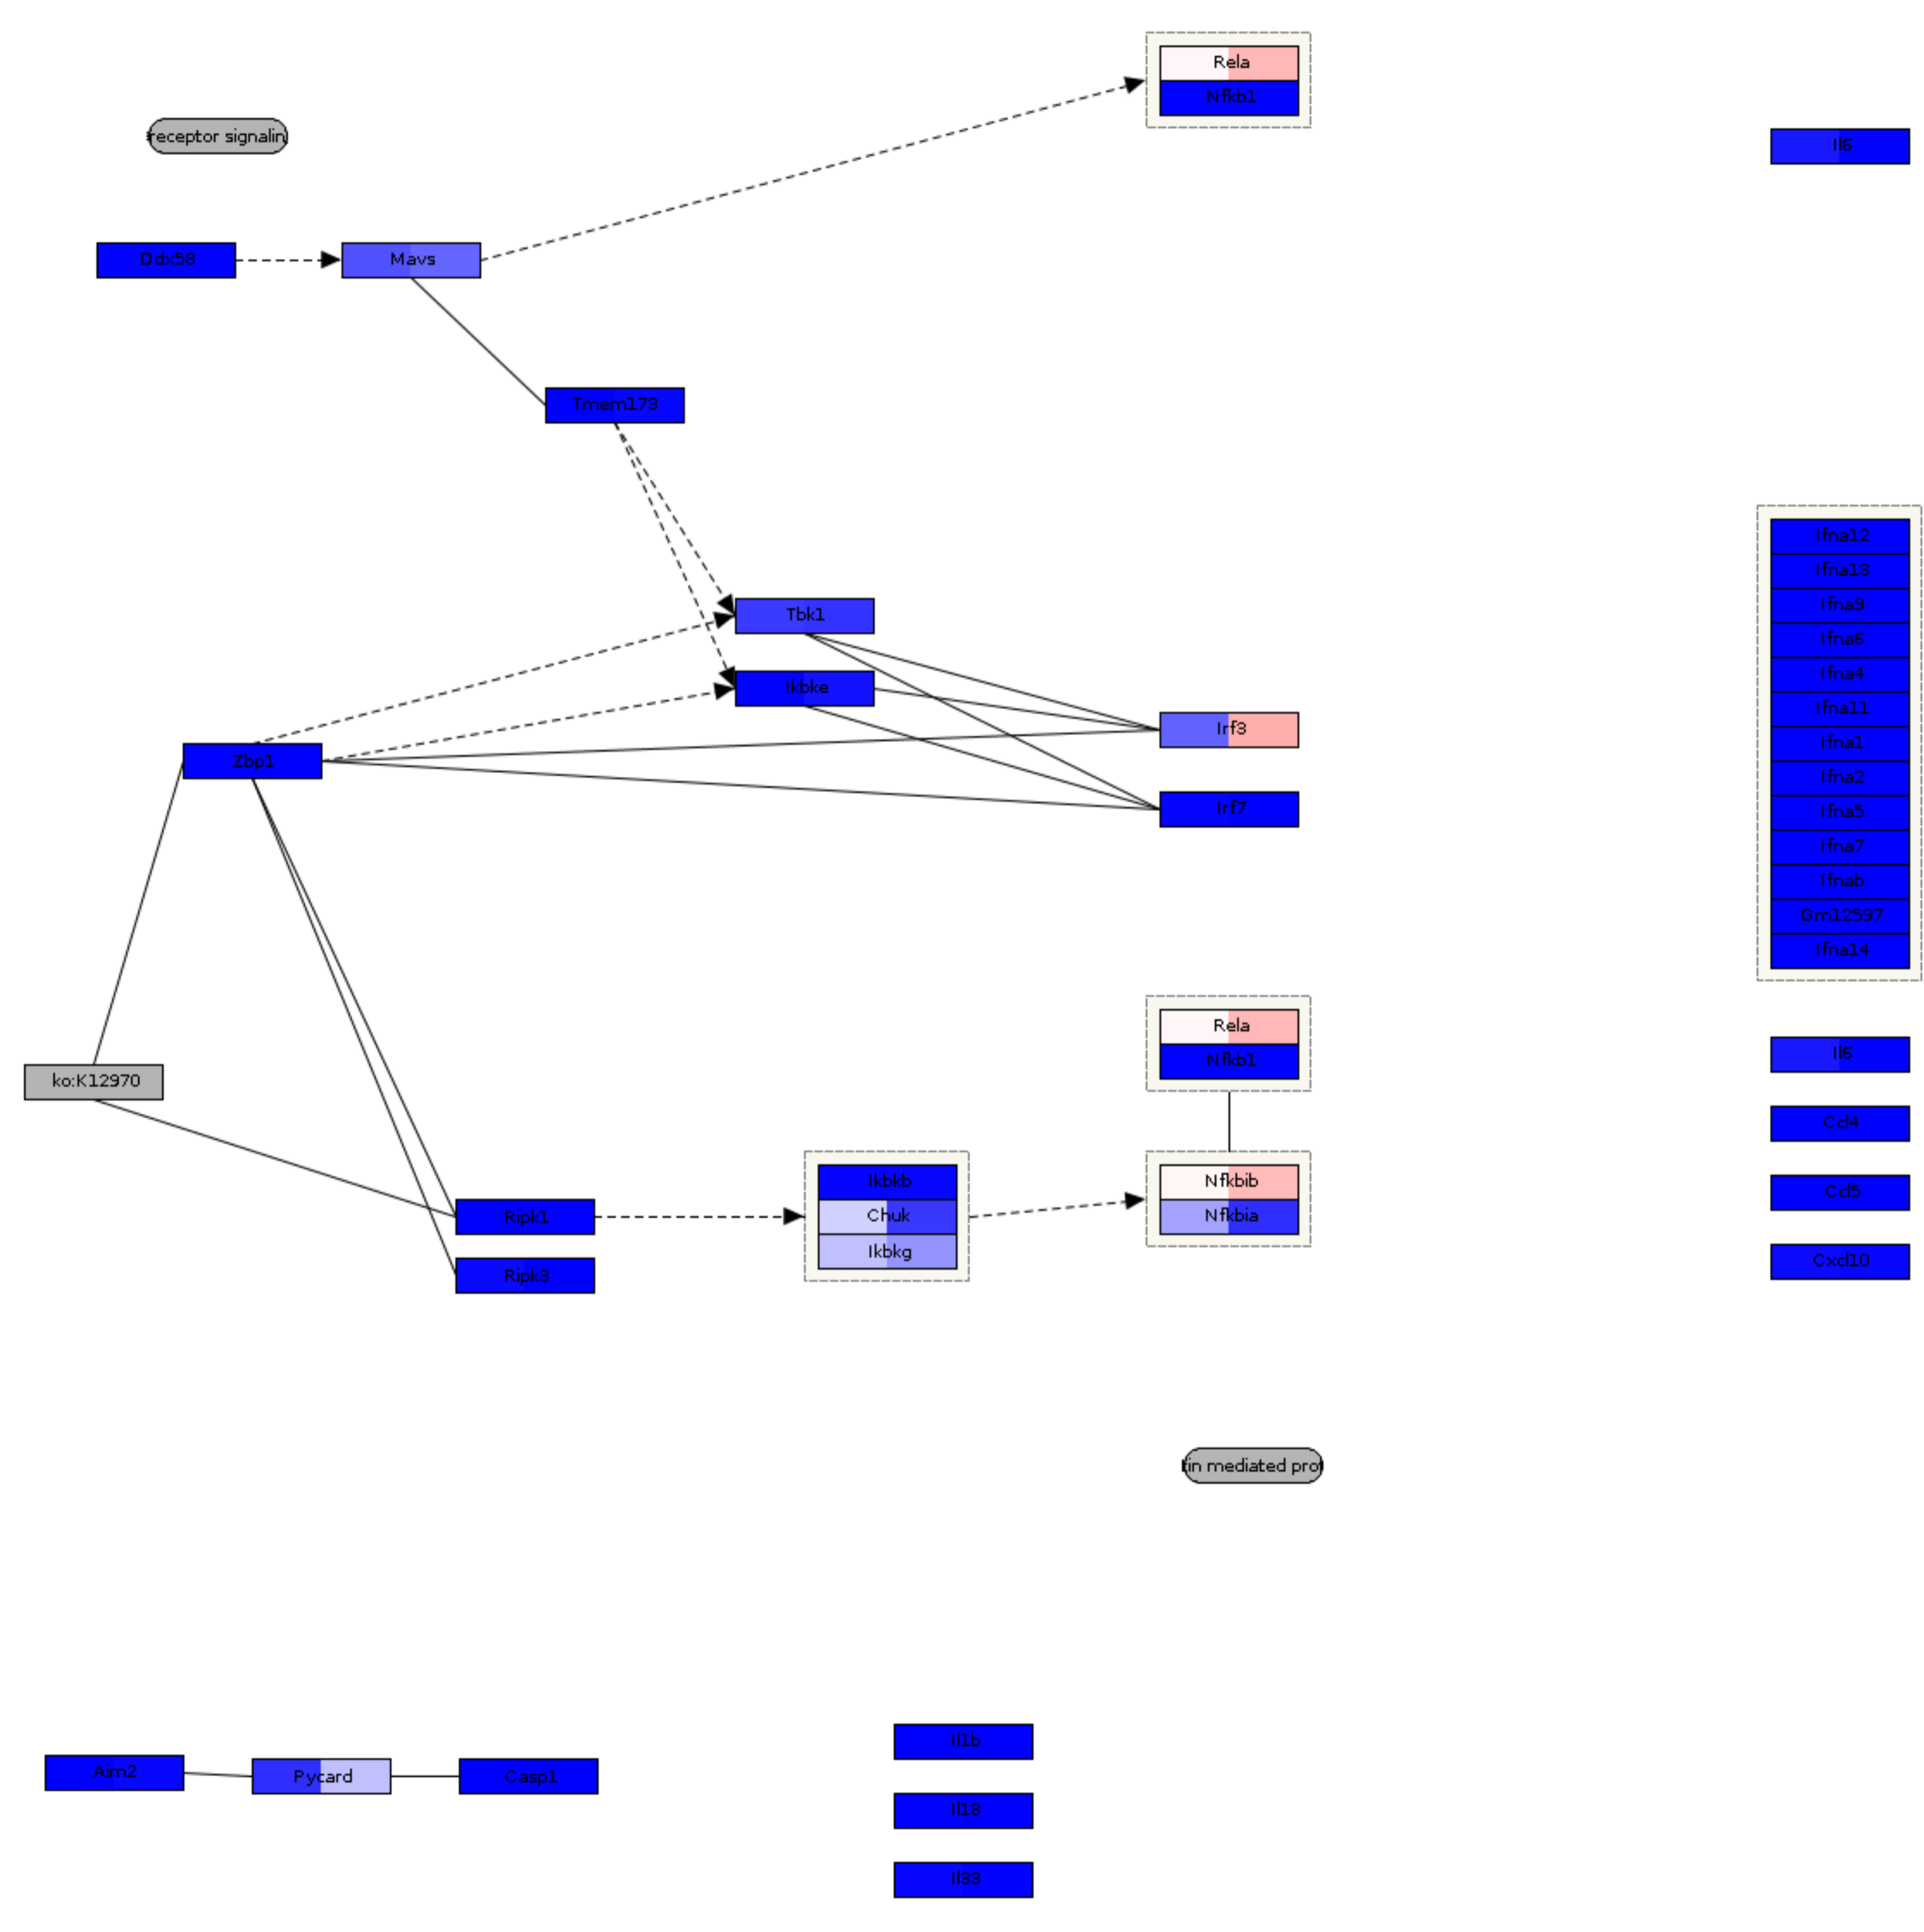 Rela
Nfkb1
receptor signalin
Il6
Ddx58
Mavs
Tmem173
Ifna12
Ifna13
Ifna9
Ifna6
Ifna4
Ifna11
Ifna1
Ifna2
Ifna5
Ifna7
Ifnab
Gm12597
Ifna14
Tbk1
Ikbke
Irf3
Zbp1
Irf7
Rela
Nfkb1
Il6
ko:K12970
Ccl4
Ikbkb
Chuk
Ikbkg
Nfkbib
Nfkbia
Ccl5
Ripk1
Ripk3
Cxcl10
tin mediated prot
Il1b
Aim2
Pycard
Casp1
Il18
Il33